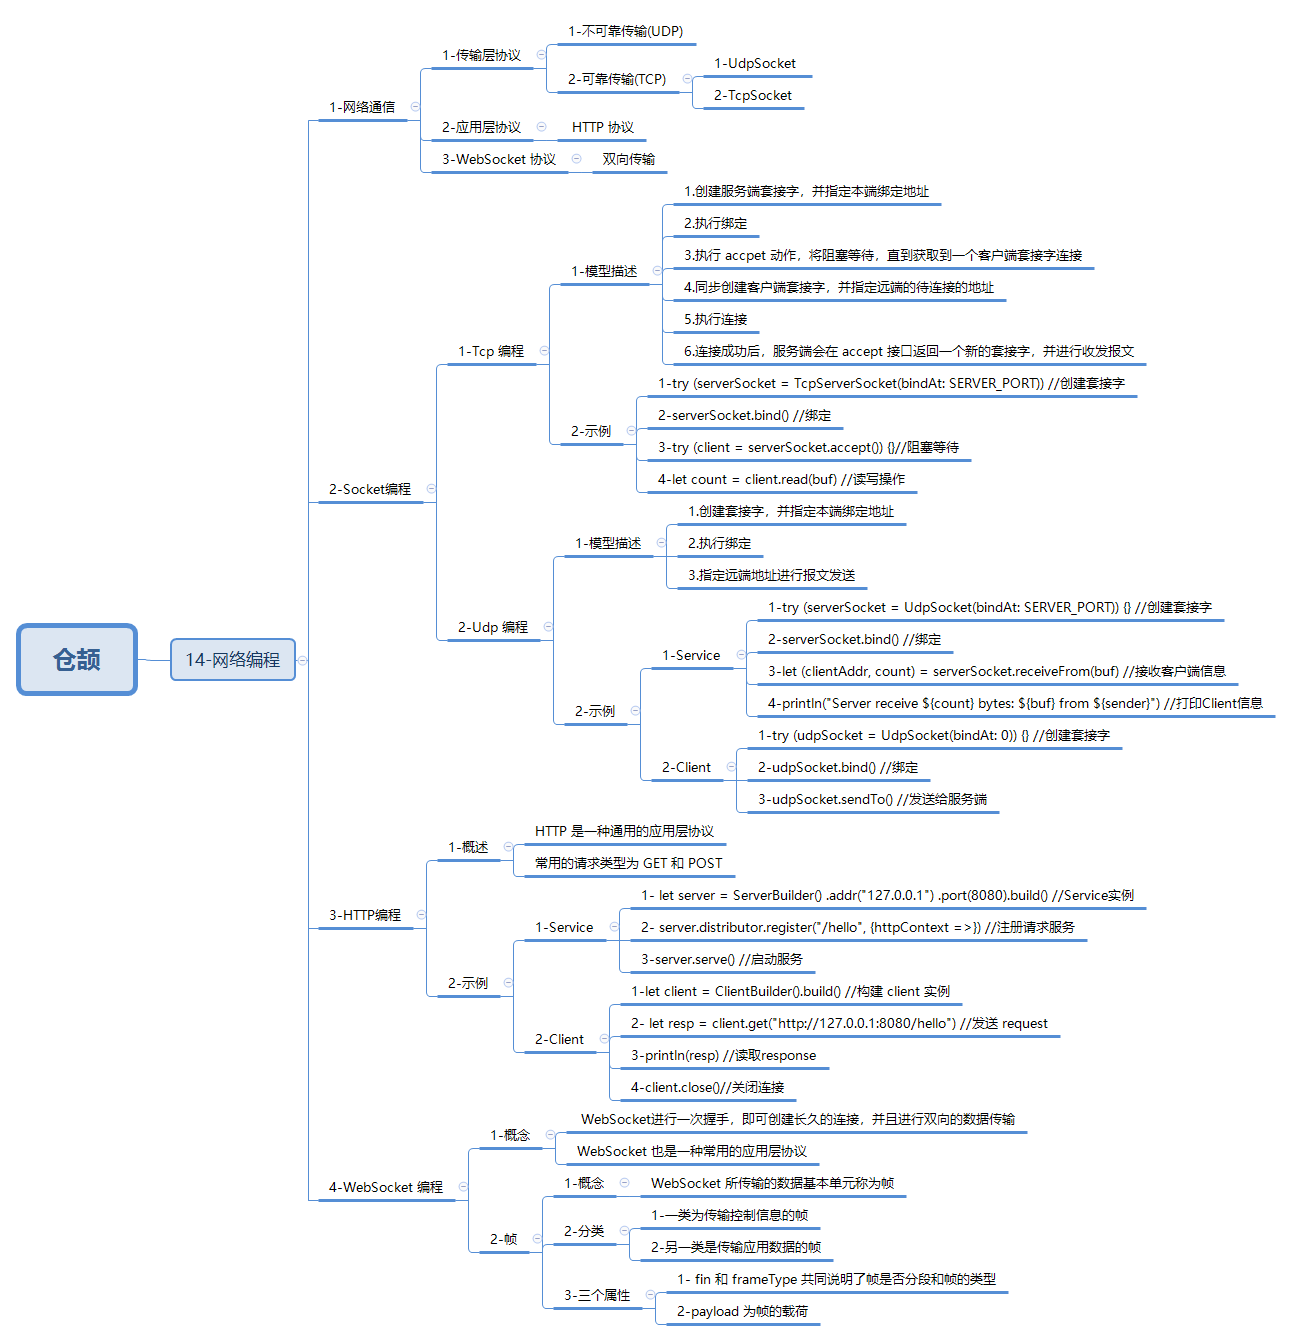 仓颉
14-网络编程
1-网络通信
1-传输层协议
1-不可靠传输(UDP)
2-可靠传输(TCP)
1-UdpSocket
2-TcpSocket
2-应用层协议
HTTP 协议
3-WebSocket 协议
双向传输
2-Socket编程
1-Tcp 编程
1-模型描述
1.创建服务端套接字，并指定本端绑定地址
2.执行绑定
3.执行 accpet 动作，将阻塞等待，直到获取到一个客户端套接字连接
4.同步创建客户端套接字，并指定远端的待连接的地址
5.执行连接
6.连接成功后，服务端会在 accept 接口返回一个新的套接字，并进行收发报文
2-示例
1-try (serverSocket = TcpServerSocket(bindAt: SERVER_PORT)) //创建套接字
2-serverSocket.bind() //绑定
3-try (client = serverSocket.accept()) {}//阻塞等待
4-let count = client.read(buf) //读写操作
2-Udp 编程
1-模型描述
1.创建套接字，并指定本端绑定地址
2.执行绑定
3.指定远端地址进行报文发送
2-示例
1-Service
1-try (serverSocket = UdpSocket(bindAt: SERVER_PORT)) {} //创建套接字
2-serverSocket.bind() //绑定
3-let (clientAddr, count) = serverSocket.receiveFrom(buf) //接收客户端信息
4-println("Server receive ${count} bytes: ${buf} from ${sender}") //打印Client信息
2-Client
1-try (udpSocket = UdpSocket(bindAt: 0)) {} //创建套接字
2-udpSocket.bind() //绑定
3-udpSocket.sendTo() //发送给服务端
3-HTTP编程
1-概述
HTTP 是一种通用的应用层协议
常用的请求类型为 GET 和 POST
2-示例
1-Service
1- let server = ServerBuilder() .addr("127.0.0.1") .port(8080).build() //Service实例
2- server.distributor.register("/hello", {httpContext =>}) //注册请求服务
3-server.serve() //启动服务
2-Client
1-let client = ClientBuilder().build() //构建 client 实例
2- let resp = client.get("http://127.0.0.1:8080/hello") //发送 request
3-println(resp) //读取response
4-client.close()//关闭连接
4-WebSocket 编程
1-概念
WebSocket进行一次握手，即可创建长久的连接，并且进行双向的数据传输
WebSocket 也是一种常用的应用层协议
2-帧
1-概念
WebSocket 所传输的数据基本单元称为帧
2-分类
1-一类为传输控制信息的帧
2-另一类是传输应用数据的帧
3-三个属性
1- fin 和 frameType 共同说明了帧是否分段和帧的类型
2-payload 为帧的载荷